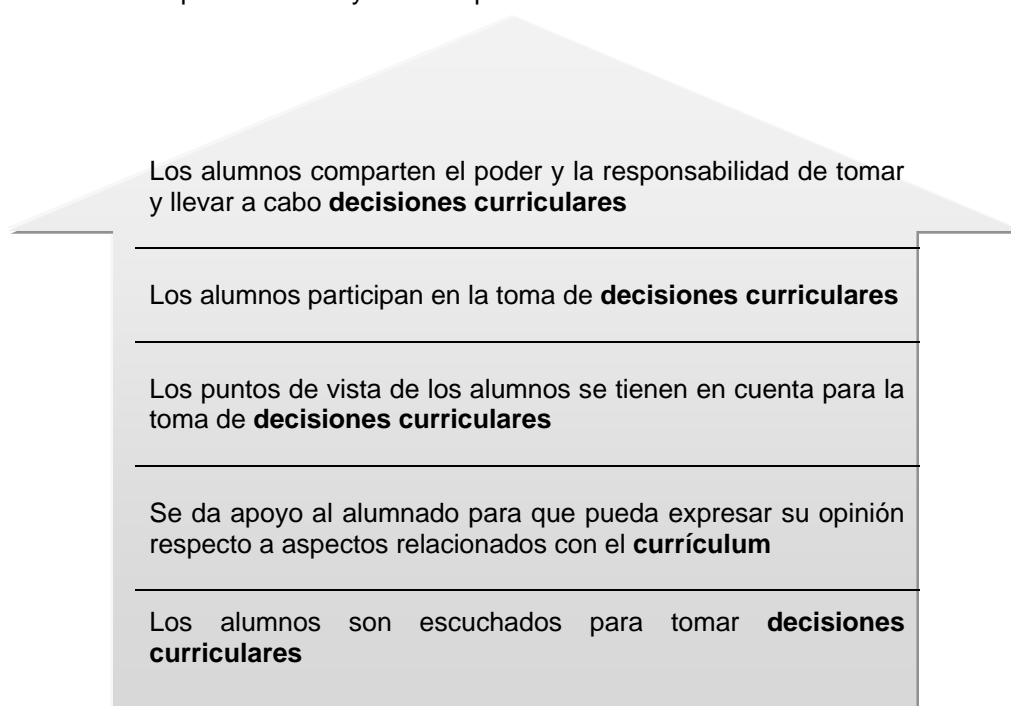 Los alumnos comparten el poder y la responsabilidad de tomar
y llevar a cabo decisiones curriculares
Los alumnos participan en la toma de decisiones curriculares
Los puntos de vista de los alumnos se tienen en cuenta para la
toma de decisiones curriculares
Se da apoyo al alumnado para que pueda expresar su opinión
respecto a aspectos relacionados con el currículum
Los alumnos son escuchados para tomar decisiones
curriculares